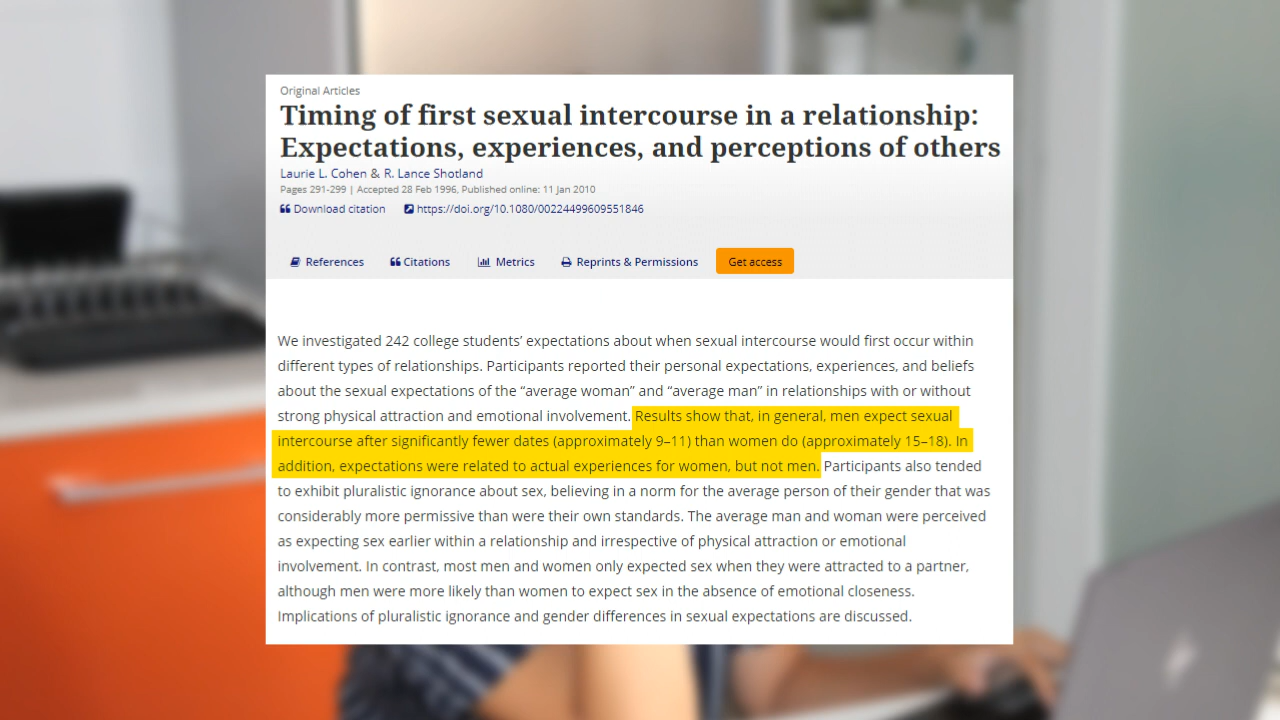 Original Articles
Timing of first sexual intercourse in a relationship:
Expectations, experiences, and perceptions of others
Laurie L. Cohen & R. Lance Shotland
Pages 291-299 | Accepted 28 Feb 1996, Published online: 11 Jan 2010
Download citation https://doi.org/10.1080/00224499609551846
References Citations Metrics Reprints & Permissions Get access
We investigated 242 college students’ expectations about when sexual intercourse would first occur within
different types of relationships. Participants reported their personal expectations, experiences, and beliefs
about the sexual expectations of the “average woman” and “average man” in relationships with or without
strong physical attraction and emotional involvement. Results show that, in general, men expect sexual
intercourse after significantly fewer dates (approximately 9–11) than women do (approximately 15–18). In
addition, expectations were related to actual experiences for women, but not men. Participants also tended
to exhibit pluralistic ignorance about sex, believing in a norm for the average person of their gender that was
considerably more permissive than were their own standards. The average man and woman were perceived
as expecting sex earlier within a relationship and irrespective of physical attraction or emotional
involvement. In contrast, most men and women only expected sex when they were attracted to a partner,
although men were more likely than women to expect sex in the absence of emotional closeness.
Implications of pluralistic ignorance and gender differences in sexual expectations are discussed.